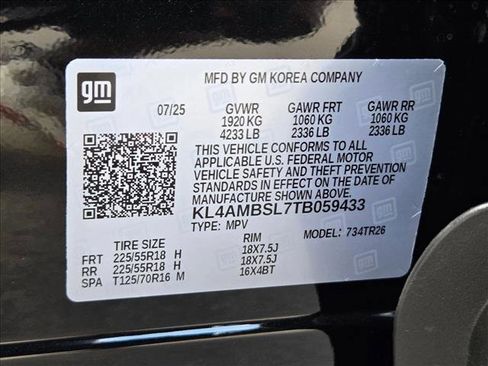 gm
MFD BY GM KOREA COMPANY
07/25 GVWR GAWR FRT GAWR RR
1920 KG 1060 KG 1060 KG
4233 LB 2336 LB 2336 LB
THIS VEHICLE CONFORMS TO ALL
APPLICABLE U.S. FEDERAL MOTOR
VEHICLE SAFETY AND THEFT
PREVENTION STANDARDS IN
EFFECT ON THE DATE OF
MANUFACTURE SHOWN ABOVE.
KL4AMBSL7TB059433
TYPE: MPV MODEL: 734TR26
TIRE SIZE RIM
FRT 225/55R18 H 18X7.5J
RR 225/55R18 H 18X7.5J
SPA T125/70R16 M 16X4BT